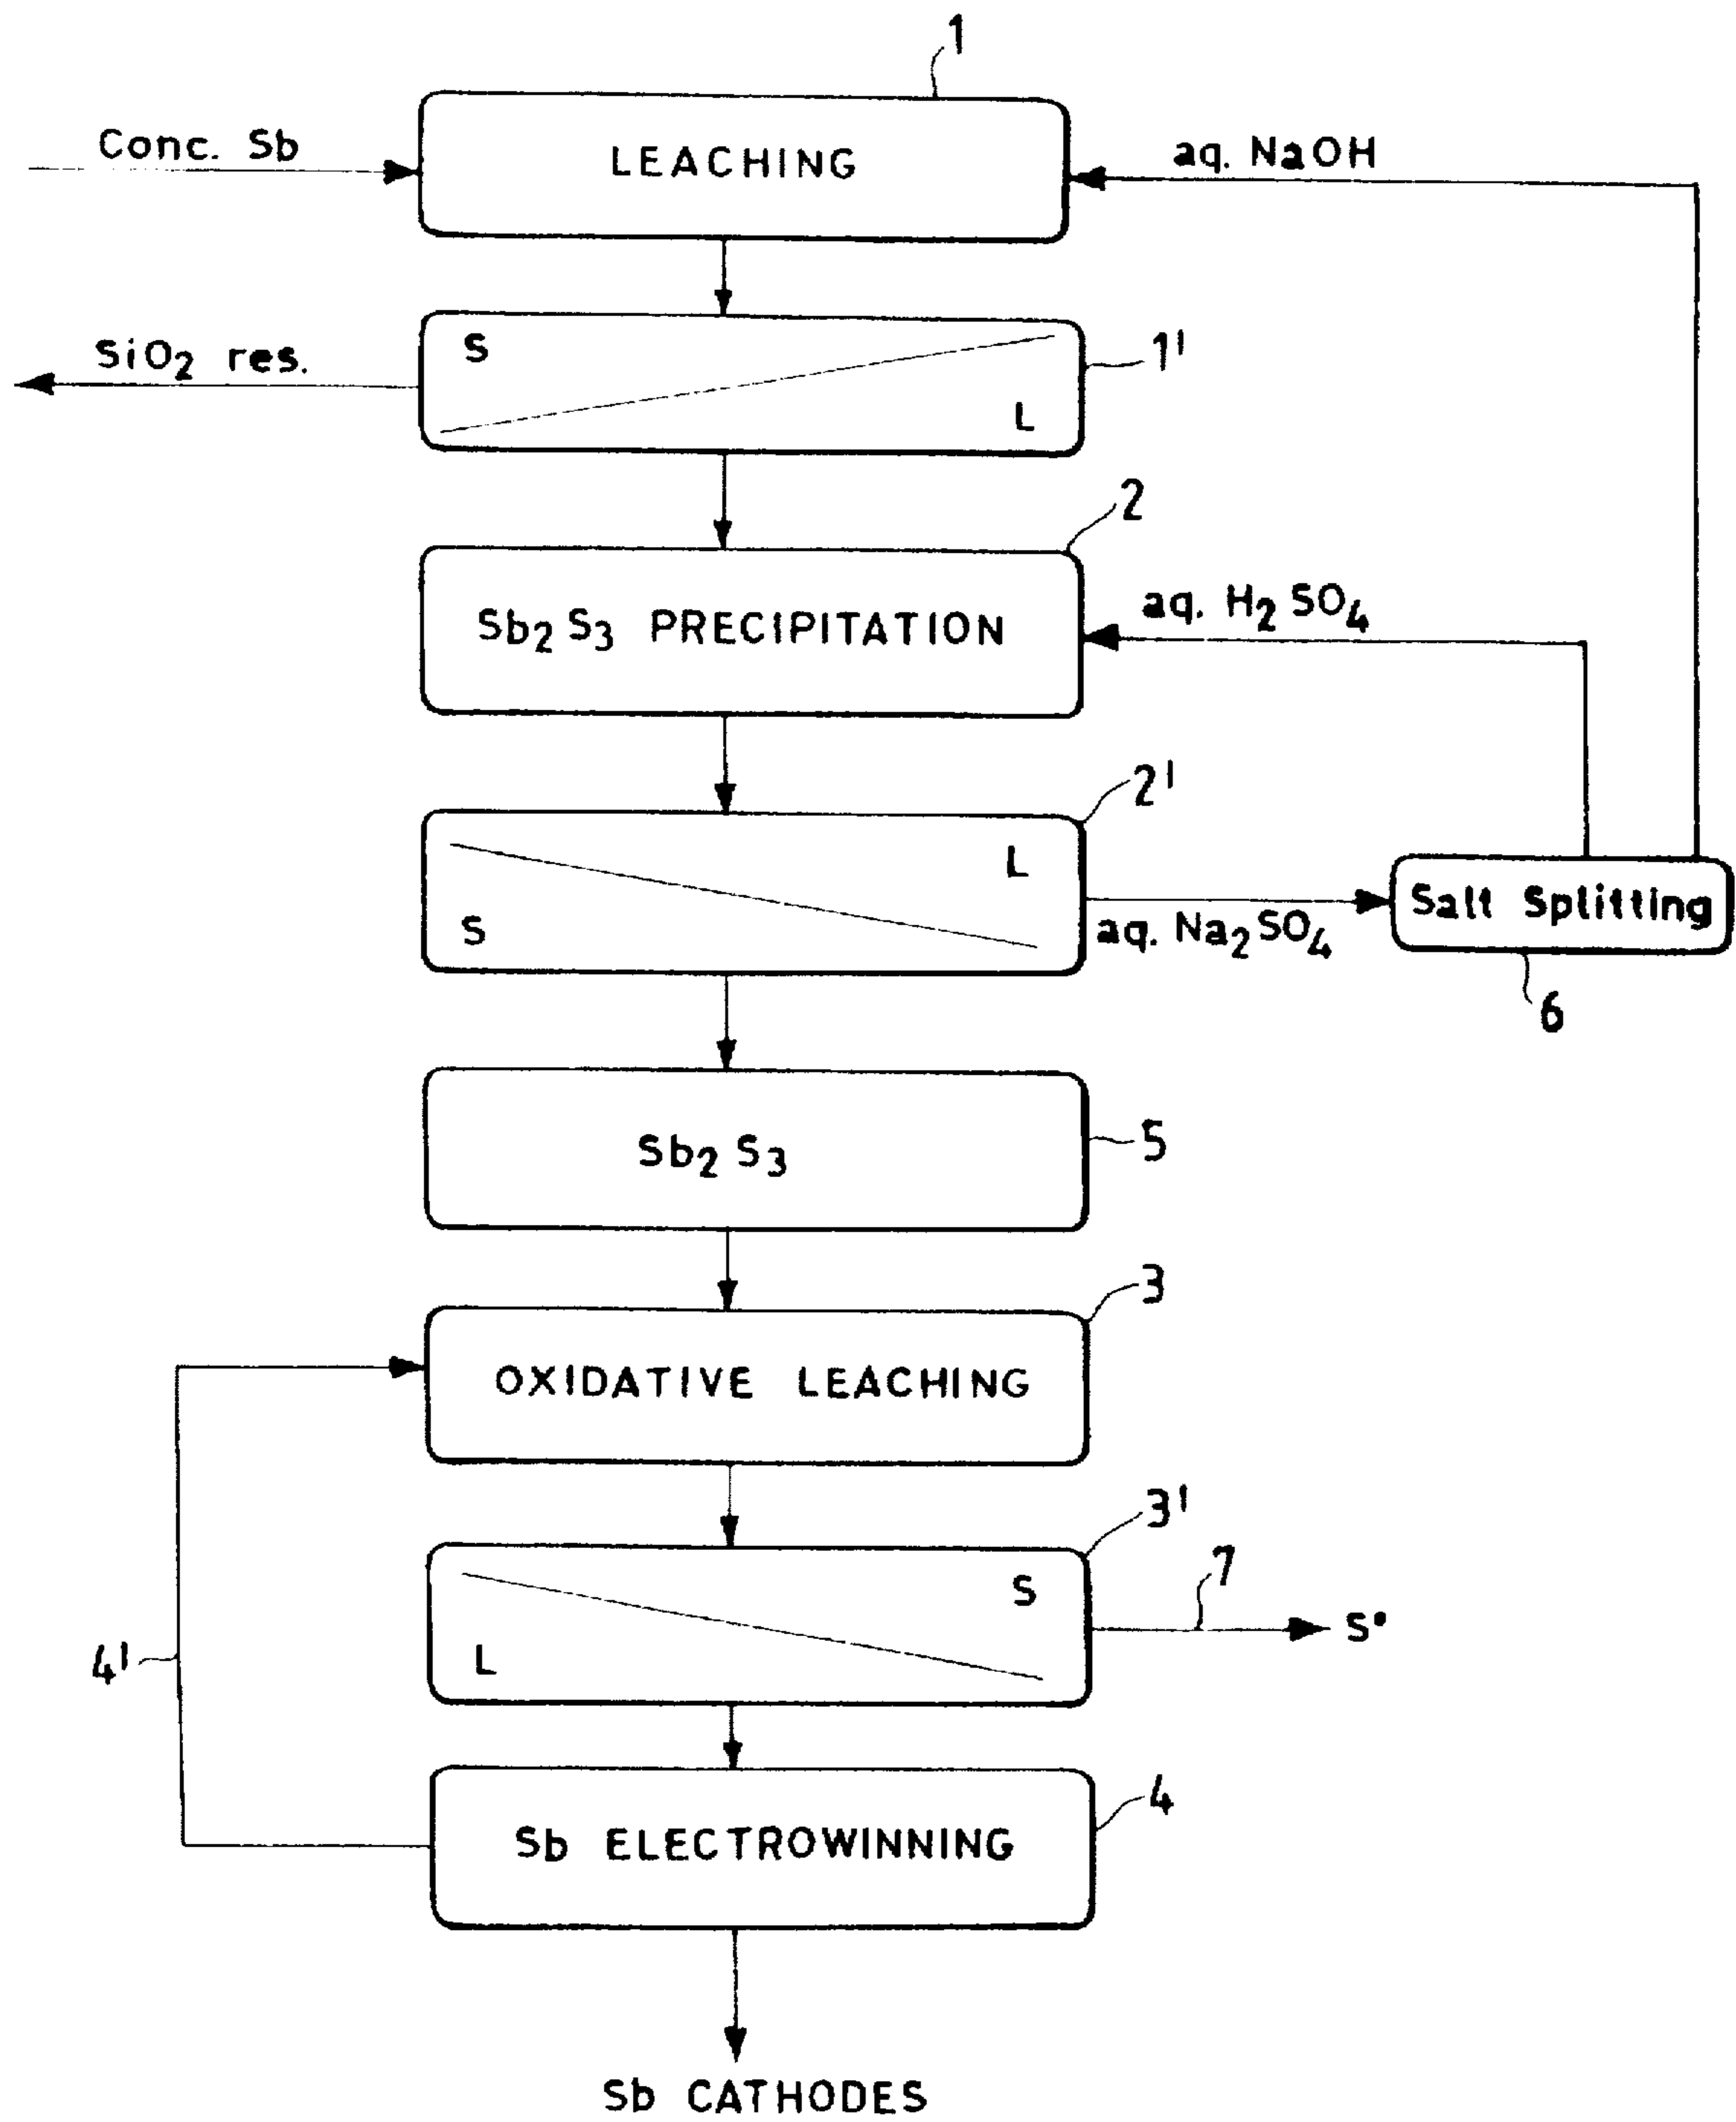 1
Conc. Sb
LEACHING
aq. NaOH
S
1'
SiO2 res.
L
2
aq. H2SO4
Sb2S3 PRECIPITATION
2'
L
S
aq. Na2SO4
Salt Splitting
6
Sb2S3
5
3
OXIDATIVE LEACHING
3'
7
S
S°
L
4'
4
Sb ELECTROWINNING
Sb CATHODES